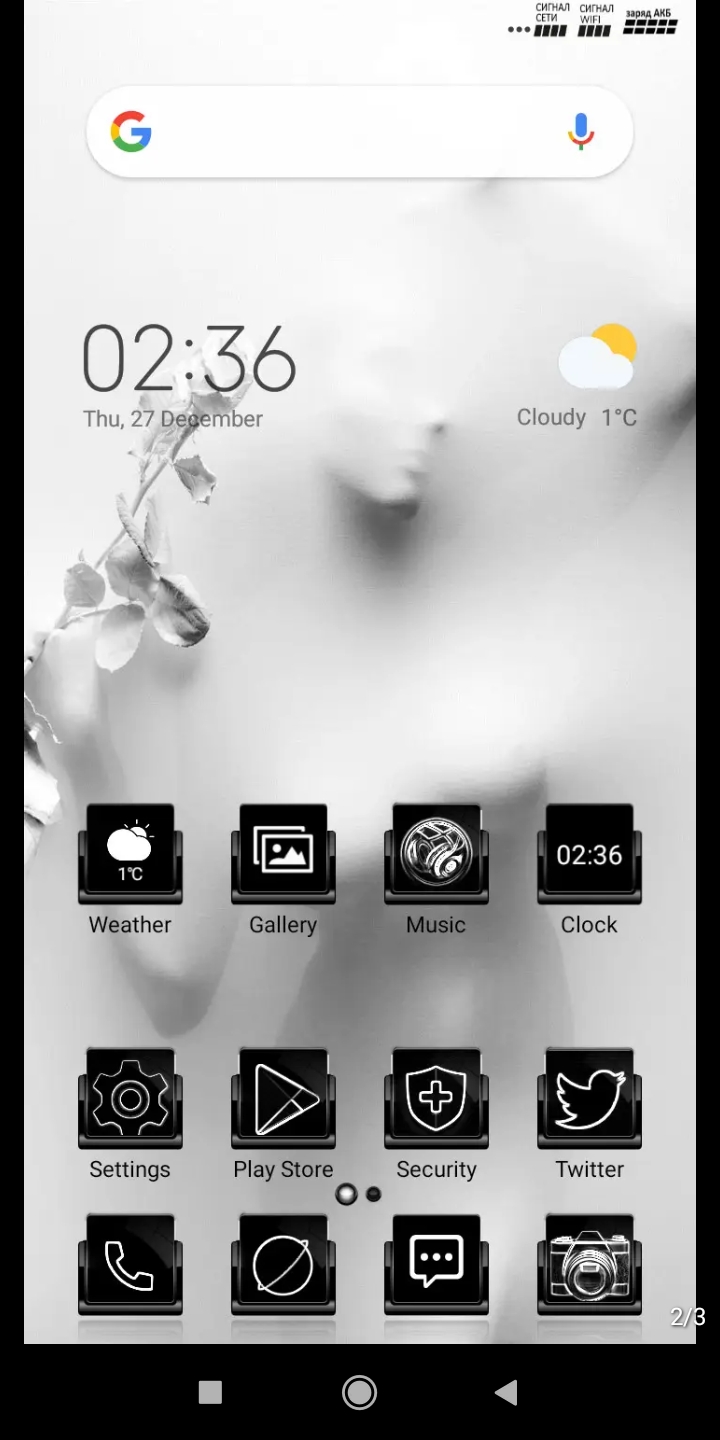 СИГНАЛ СЕТИ
СИГНАЛ WIFI
заряд АКБ
02:36
Thu, 27 December
Cloudy 1°C
1°C
02:36
Weather
Gallery
Music
Clock
Settings
Play Store
Security
Twitter
2/3